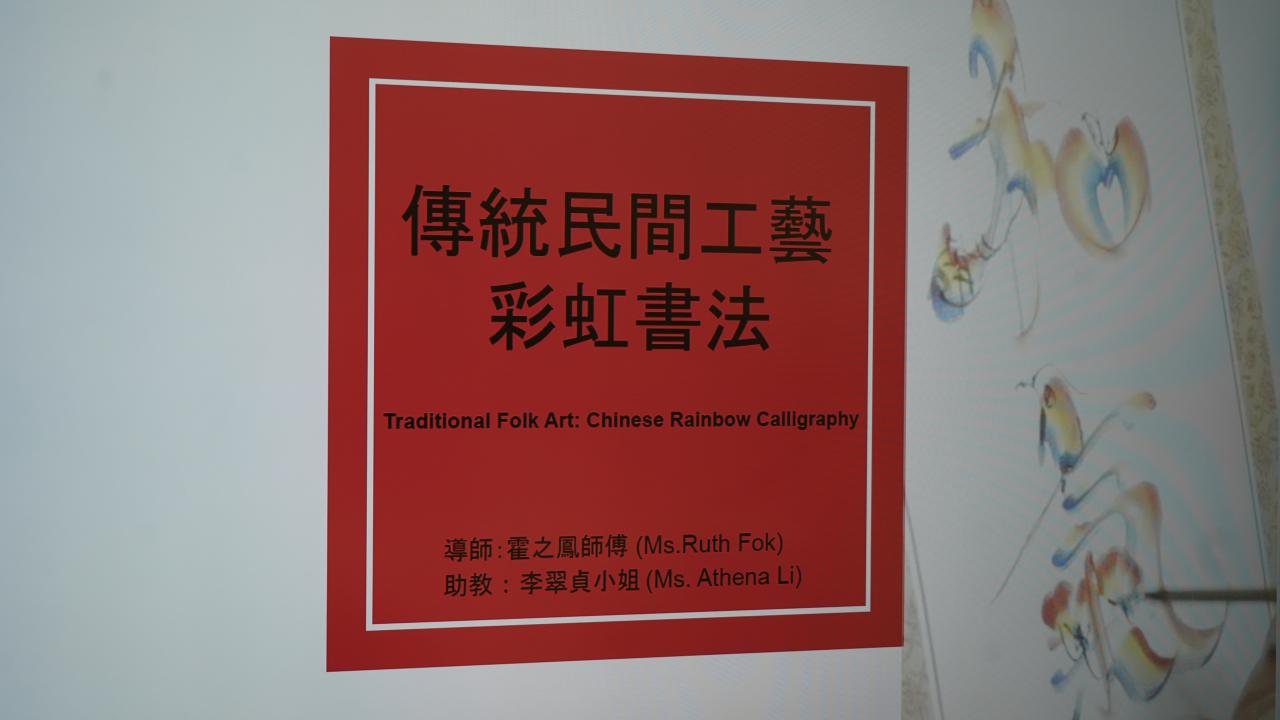 傳統民間工藝
彩虹書法
Traditional Folk Art: Chinese Rainbow Calligraphy
導師：霍之鳳師傅 (Ms.Ruth Fok)
助教：李翠貞小姐 (Ms. Athena Li)